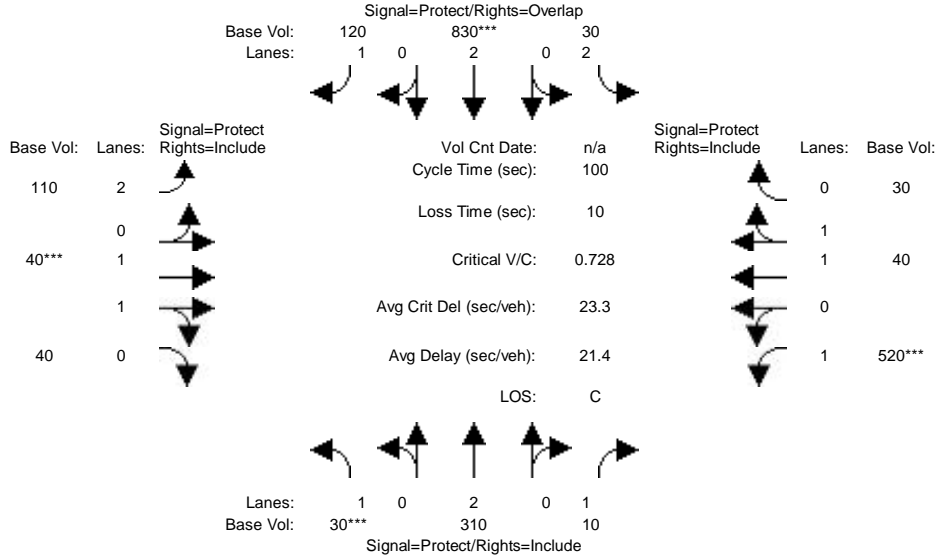 Signal=Protect/Rights=Overlap
Base Vol: 120 830*** 30
Lanes: 1 0 2 0 2
Signal=Protect Signal=Protect
Base Vol: Lanes: Rights=Include Vol Cnt Date: n/a Rights=Include Lanes: Base Vol:
Cycle Time (sec): 100
110 2 0 30
Loss Time (sec): 10
0 1
40*** 1 Critical V/C: 0.728 1 40
1 Avg Crit Del (sec/veh): 23.3 0
40 0 Avg Delay (sec/veh): 21.4 1 520***
LOS: C
Lanes: 1 0 2 0 1
Base Vol: 30*** 310 10
Signal=Protect/Rights=Include